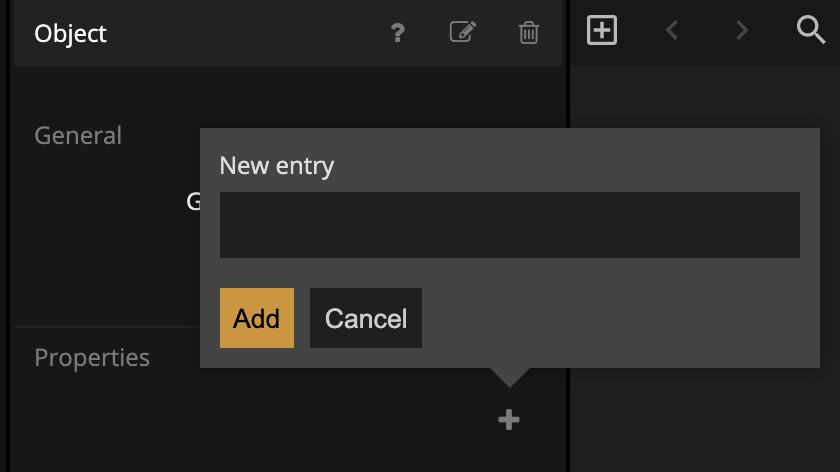 Object
?
General
New entry
G
Add
Cancel
Properties